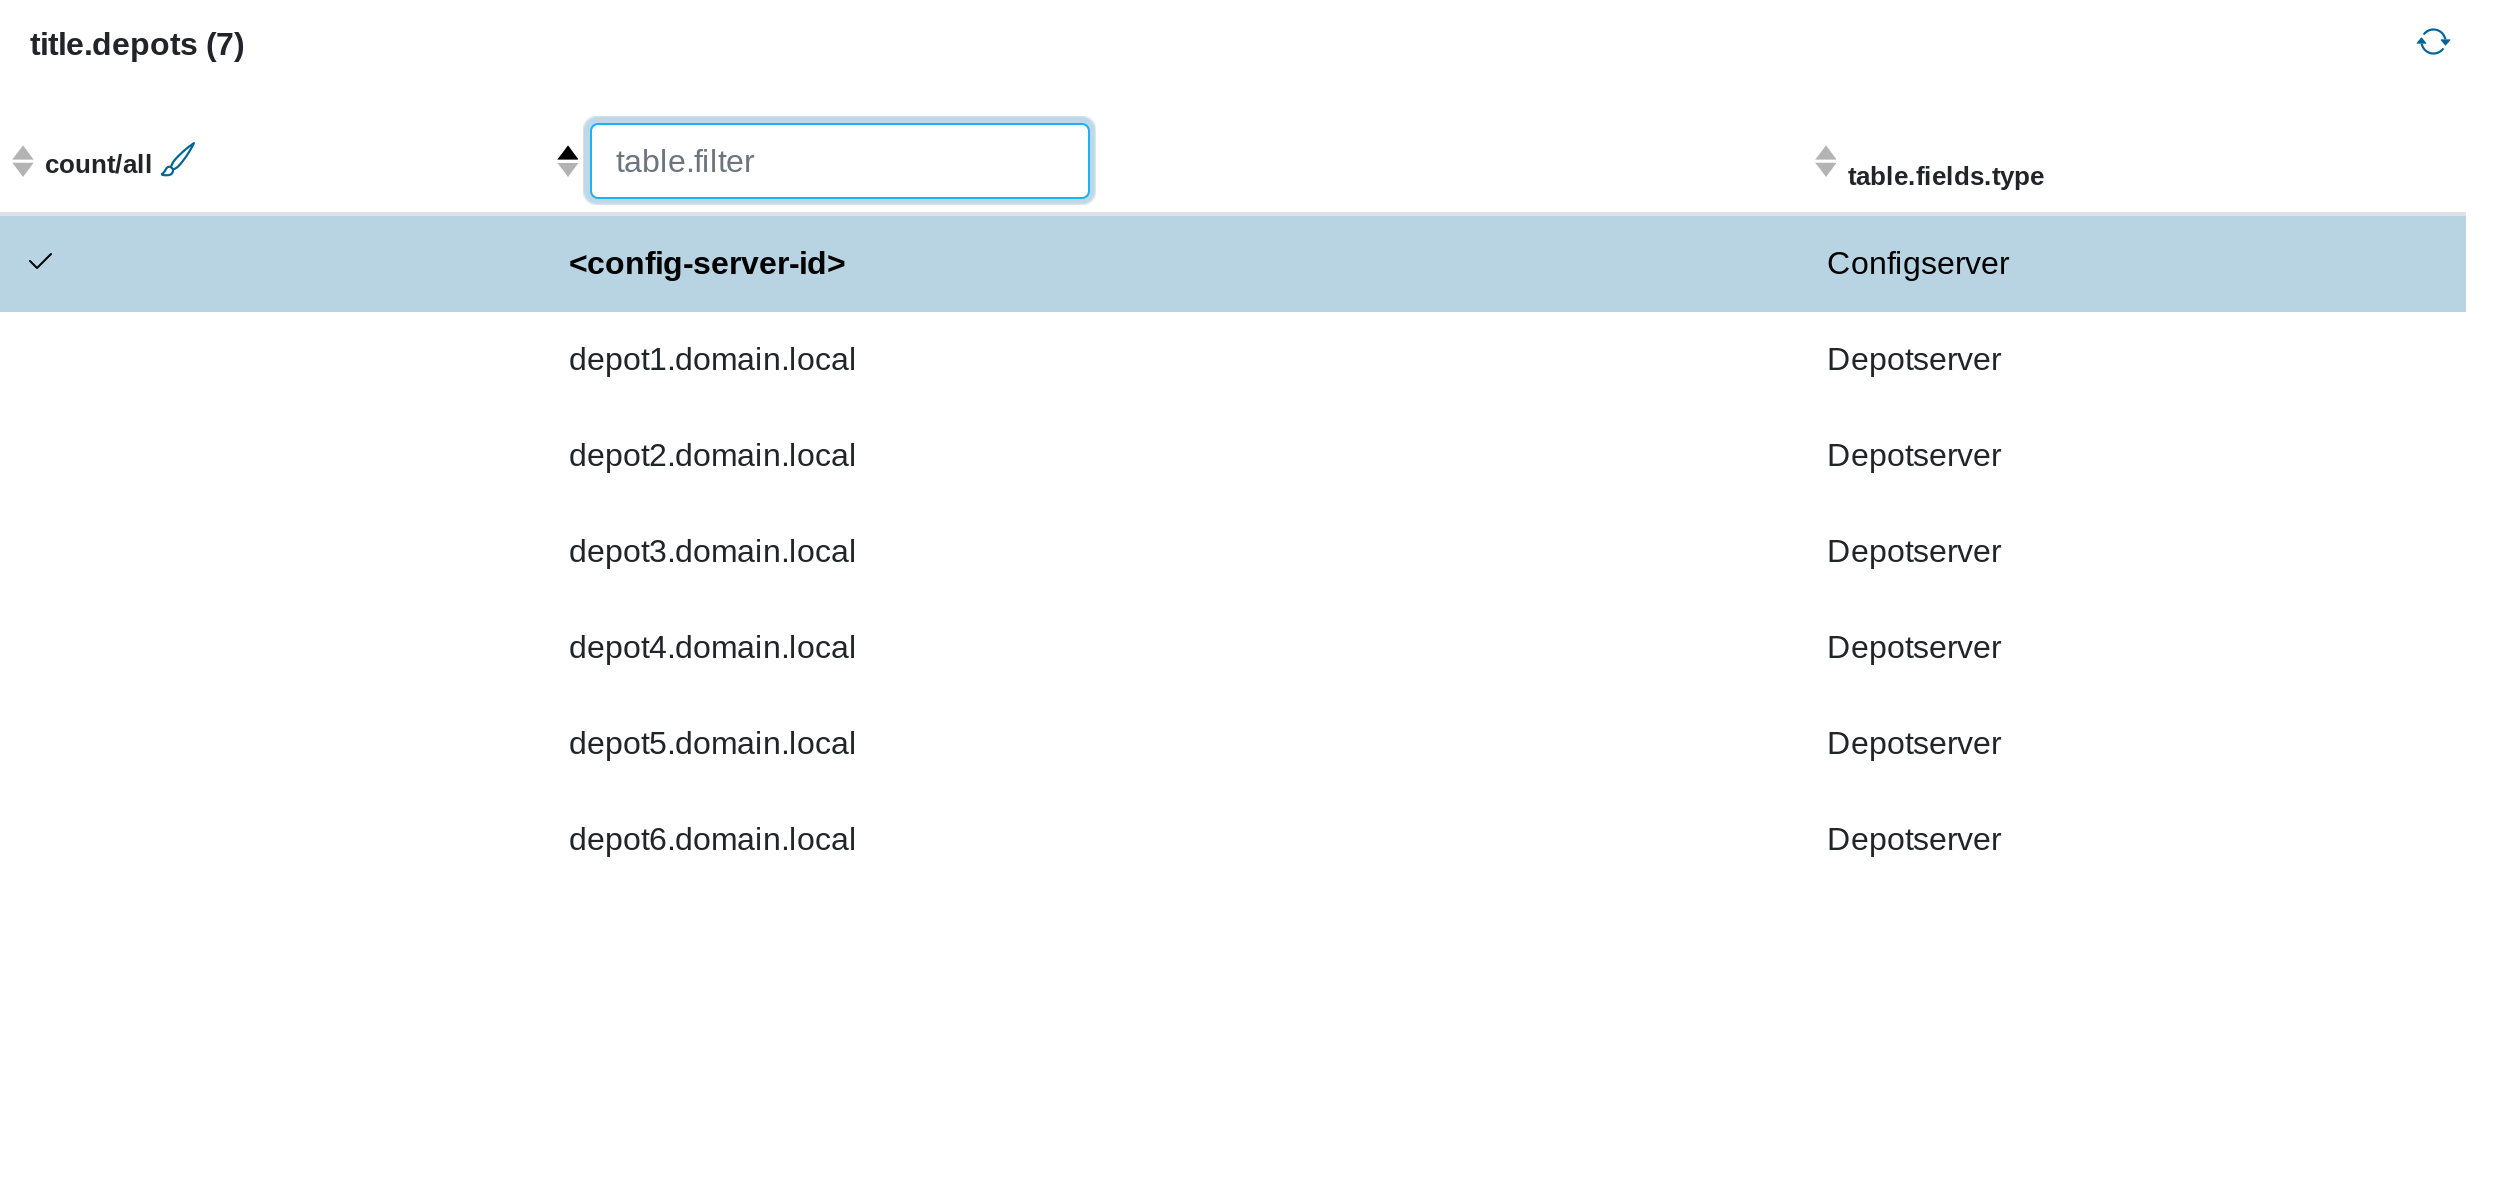 title.depots (7)
count/all table.filter table.fields.type
<config-server-id> Configserver
depot1.domain.local Depotserver
depot2.domain.local Depotserver
depot3.domain.local Depotserver
depot4.domain.local Depotserver
depot5.domain.local Depotserver
depot6.domain.local Depotserver